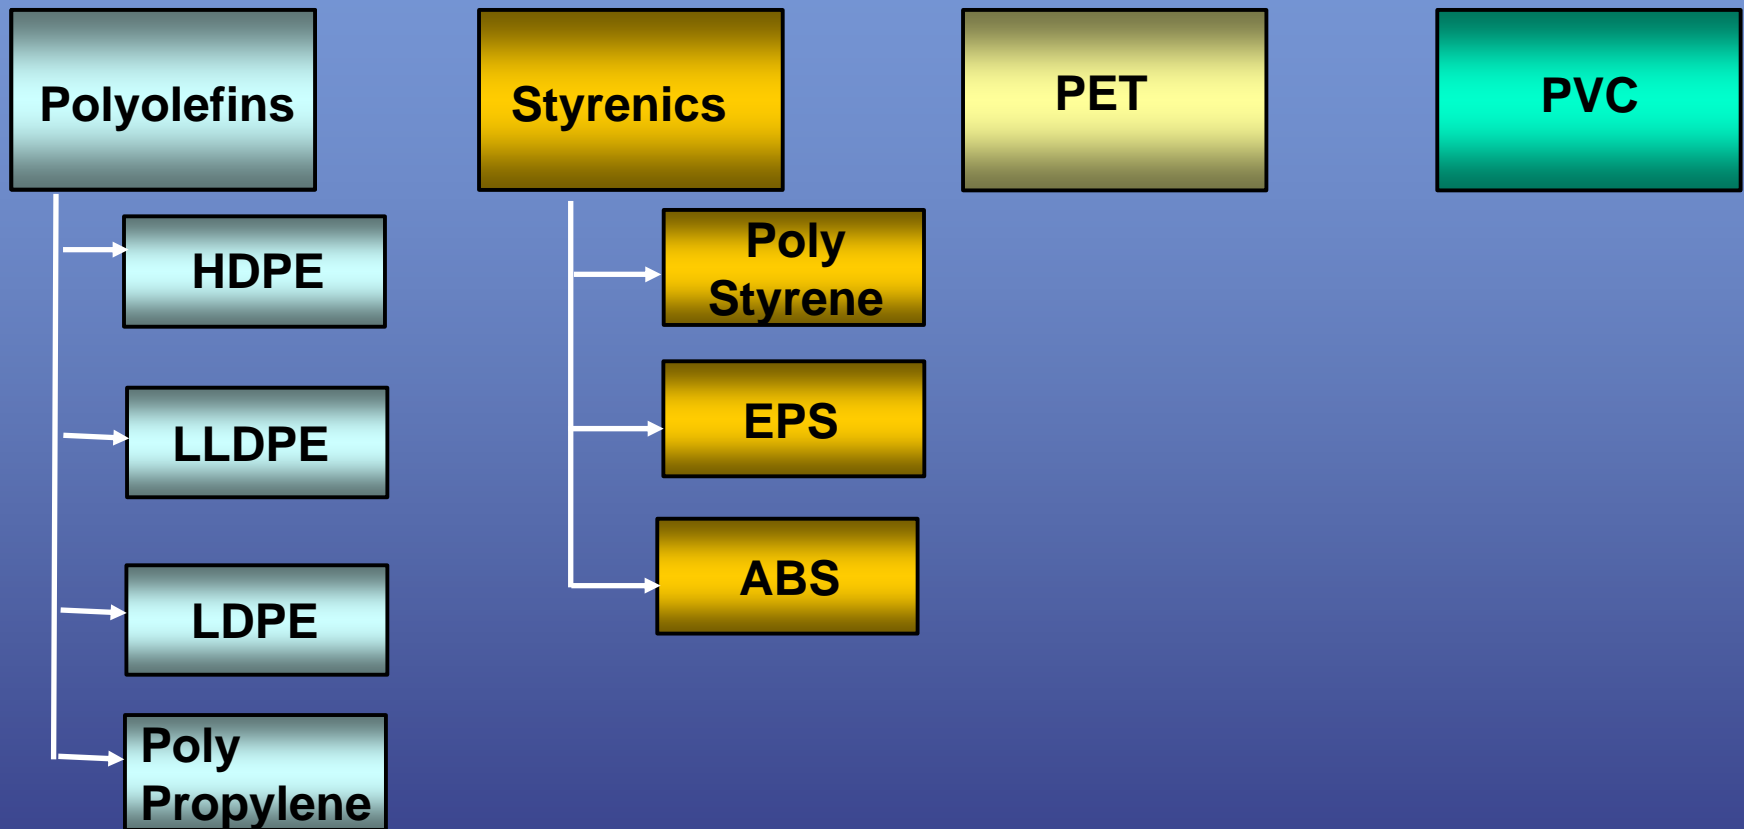 Polyolefins
Styrenics
PET
PVC
HDPE
LLDPE
LDPE
Poly
Propylene
Poly
Styrene
EPS
ABS